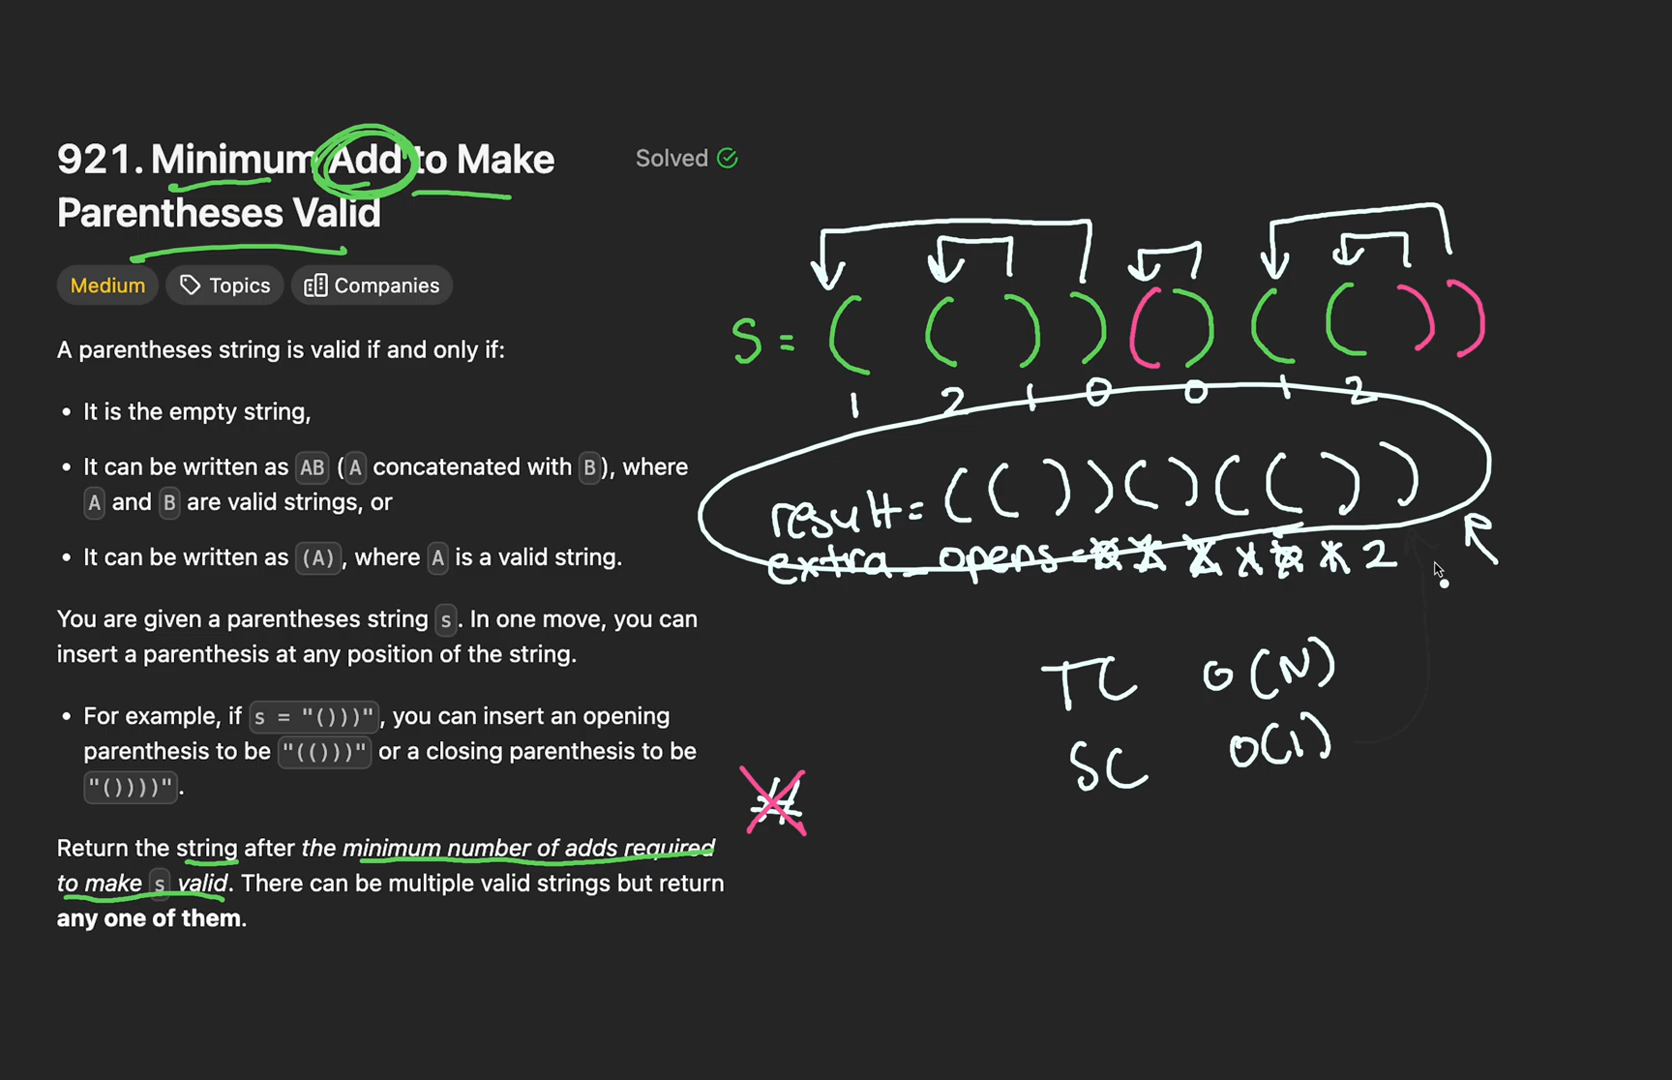 921. Minimum Add to Make
Parentheses Valid
Solved
Medium
Topics
Companies
A parentheses string is valid if and only if:
• It is the empty string,
• It can be written as AB (A concatenated with B), where
A and B are valid strings, or
• It can be written as (A), where A is a valid string.
You are given a parentheses string s. In one move, you can
insert a parenthesis at any position of the string.
• For example, if s = "()))", you can insert an opening
parenthesis to be "(()))" or a closing parenthesis to be
"())))".
Return the string after the minimum number of adds required
to make s valid. There can be multiple valid strings but return
any one of them.
S = ( ( ) ) ( ) ( ( ) )
1 2 1 0 0 1 2
result = ( ( ) ) ( ) ( ( ) )
extra_opens = 2
TC O(N)
SC O(1)